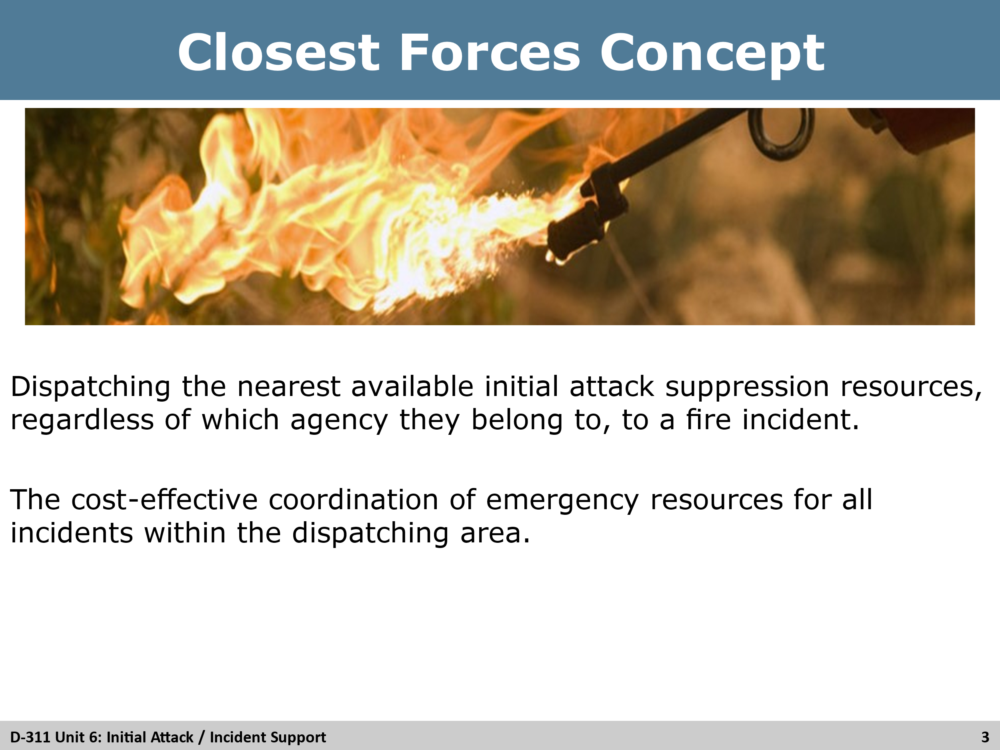 Closest Forces Concept
Dispatching the nearest available initial attack suppression resources,
regardless of which agency they belong to, to a fire incident.
The cost-effective coordination of emergency resources for all
incidents within the dispatching area.
D-311 Unit 6: Initial Attack / Incident Support
3